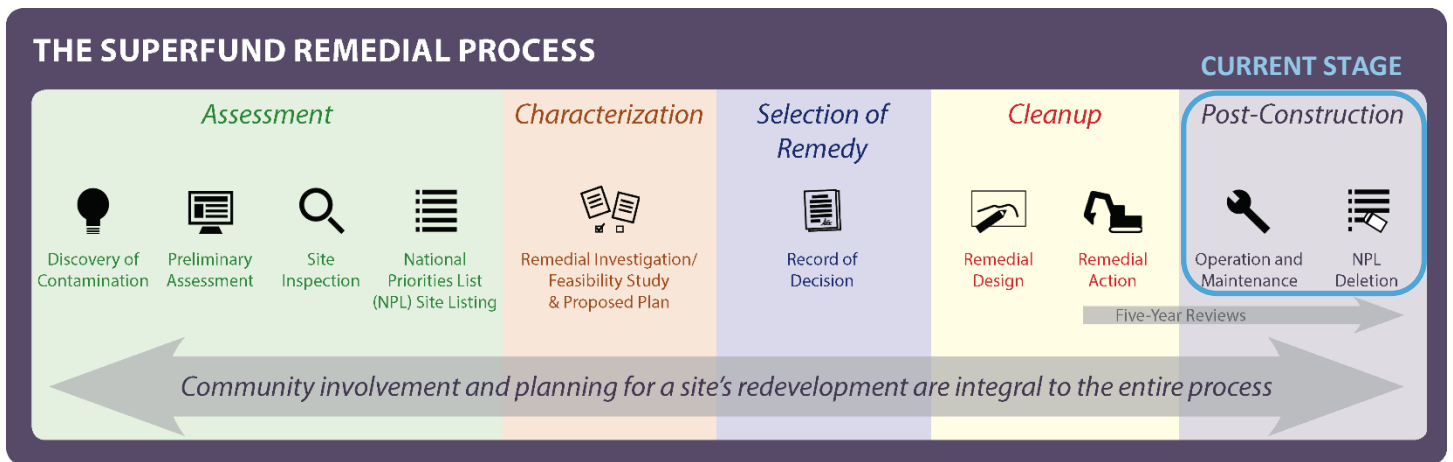 THE SUPERFUND REMEDIAL PROCESS
CURRENT STAGE
Assessment
Discovery of
Contamination
Preliminary
Assessment
Site
Inspection
National
Priorities List
(NPL) Site Listing
Characterization
Remedial Investigation/
Feasibility Study
& Proposed Plan
Selection of
Remedy
Record of
Decision
Cleanup
Remedial
Design
Remedial
Action
Post-Construction
Operation and
Maintenance
NPL
Deletion
Five-Year Reviews
Community involvement and planning for a site's redevelopment are integral to the entire process